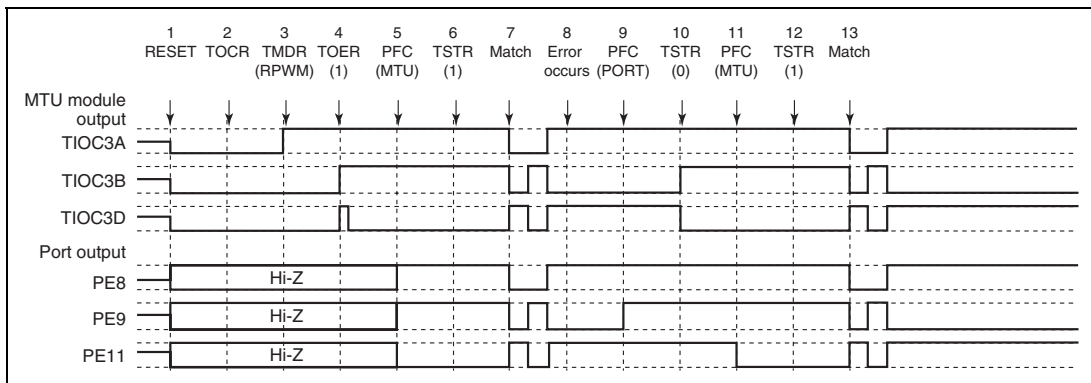 1 2 3 4 5 6 7 8 9 10 11 12 13
RESET TOCR TMDR TOER PFC TSTR Match Error PFC TSTR PFC TSTR Match
(RPWM) (1) (MTU) (1) occurs (PORT) (0) (MTU) (1)
MTU module
output
TIOC3A
TIOC3B
TIOC3D
Port output
PE8 Hi-Z
PE9 Hi-Z
PE11 Hi-Z